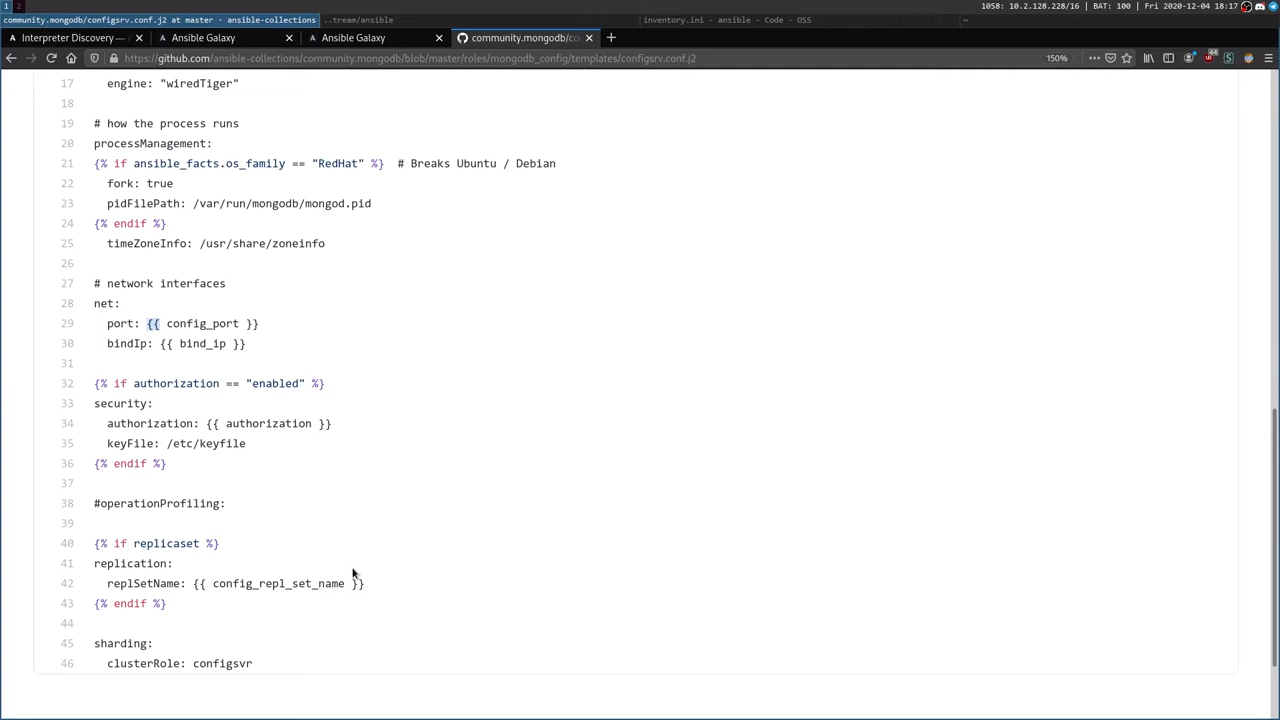 1 2 1058: 10.2.128.228/16 | BAT: 100 | Fri 2020-12-04 18:17
community.mongodb/configsrv.conf.j2 at master · ansible-collections ..tream/ansible inventory.ini - ansible - Code - OSS
Interpreter Discovery — Ansible Galaxy Ansible Galaxy community.mongodb/co
https://github.com/ansible-collections/community.mongodb/blob/master/roles/mongodb_config/templates/configsrv.conf.j2 150%
17 engine: "wiredTiger"
18
19 # how the process runs
20 processManagement:
21 {% if ansible_facts.os_family == "RedHat" %} # Breaks Ubuntu / Debian
22 fork: true
23 pidFilePath: /var/run/mongodb/mongod.pid
24 {% endif %}
25 timeZoneInfo: /usr/share/zoneinfo
26
27 # network interfaces
28 net:
29 port: {{ config_port }}
30 bindIp: {{ bind_ip }}
31
32 {% if authorization == "enabled" %}
33 security:
34 authorization: {{ authorization }}
35 keyFile: /etc/keyfile
36 {% endif %}
37
38 #operationProfiling:
39
40 {% if replicaset %}
41 replication:
42 replSetName: {{ config_repl_set_name }}
43 {% endif %}
44
45 sharding:
46 clusterRole: configsvr